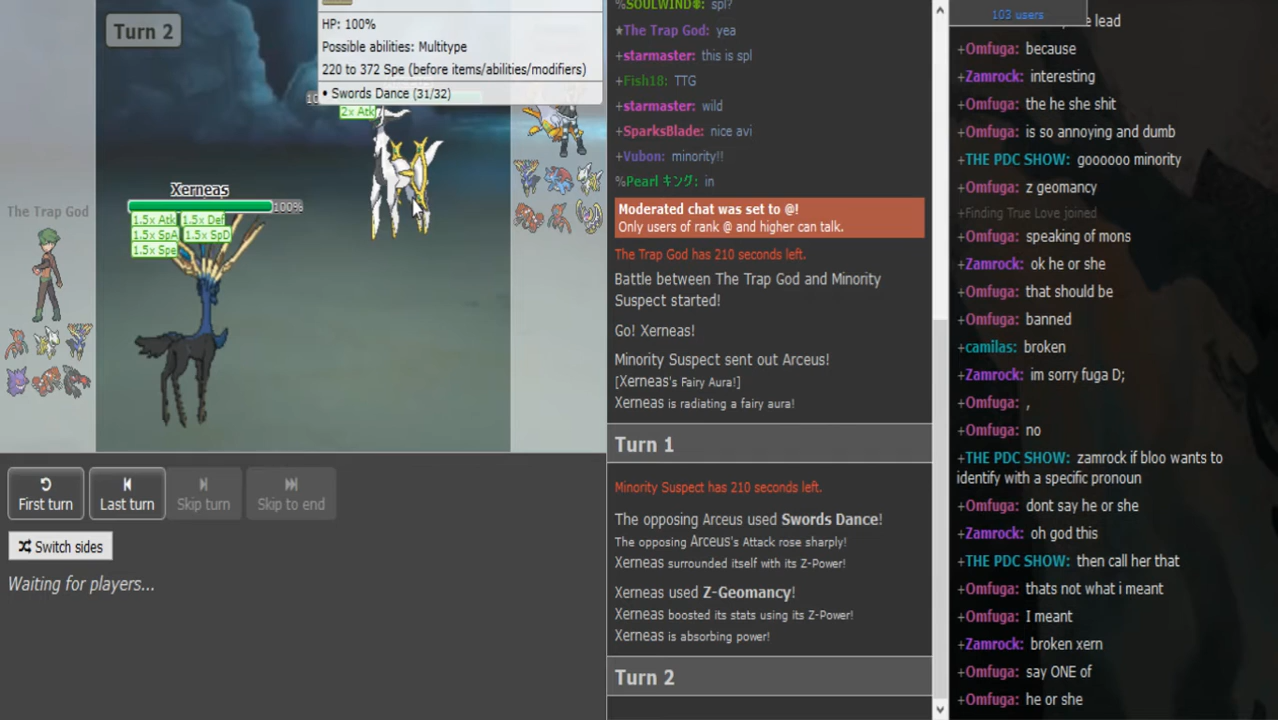 Turn 2
HP: 100%
Possible abilities: Multitype
220 to 372 Spe (before items/abilities/modifiers)
• Swords Dance (31/32)
2x Atk
Xerneas
100%
1.5x Atk 1.5x Def
1.5x SpA 1.5x SpD
1.5x Spe
The Trap God
First turn
Last turn
Skip turn
Skip to end
Switch sides
Waiting for players...
%SOULWIND®: spl?
★The Trap God: yea
+starmaster: this is spl
+Fish18: TTG
+starmaster: wild
+SparksBlade: nice avi
+Vubon: minority!!
%Pearl キング: in
Moderated chat was set to @!
Only users of rank @ and higher can talk.
The Trap God has 210 seconds left.
Battle between The Trap God and Minority
Suspect started!
Go! Xerneas!
Minority Suspect sent out Arceus!
[Xerneas's Fairy Aura!]
Xerneas is radiating a fairy aura!
Turn 1
Minority Suspect has 210 seconds left.
The opposing Arceus used Swords Dance!
The opposing Arceus's Attack rose sharply!
Xerneas surrounded itself with its Z-Power!
Xerneas used Z-Geomancy!
Xerneas boosted its stats using its Z-Power!
Xerneas is absorbing power!
Turn 2
103 users
lead
+Omfuga: because
+Zamrock: interesting
+Omfuga: the he she shit
+Omfuga: is so annoying and dumb
+THE PDC SHOW: goooooo minority
+Omfuga: z geomancy
+Finding True Love joined
+Omfuga: speaking of mons
+Zamrock: ok he or she
+Omfuga: that should be
+Omfuga: banned
+camilas: broken
+Zamrock: im sorry fuga D;
+Omfuga: ,
+Omfuga: no
+THE PDC SHOW: zamrock if bloo wants to
identify with a specific pronoun
+Omfuga: dont say he or she
+Zamrock: oh god this
+THE PDC SHOW: then call her that
+Omfuga: thats not what i meant
+Omfuga: I meant
+Zamrock: broken xern
+Omfuga: say ONE of
+Omfuga: he or she